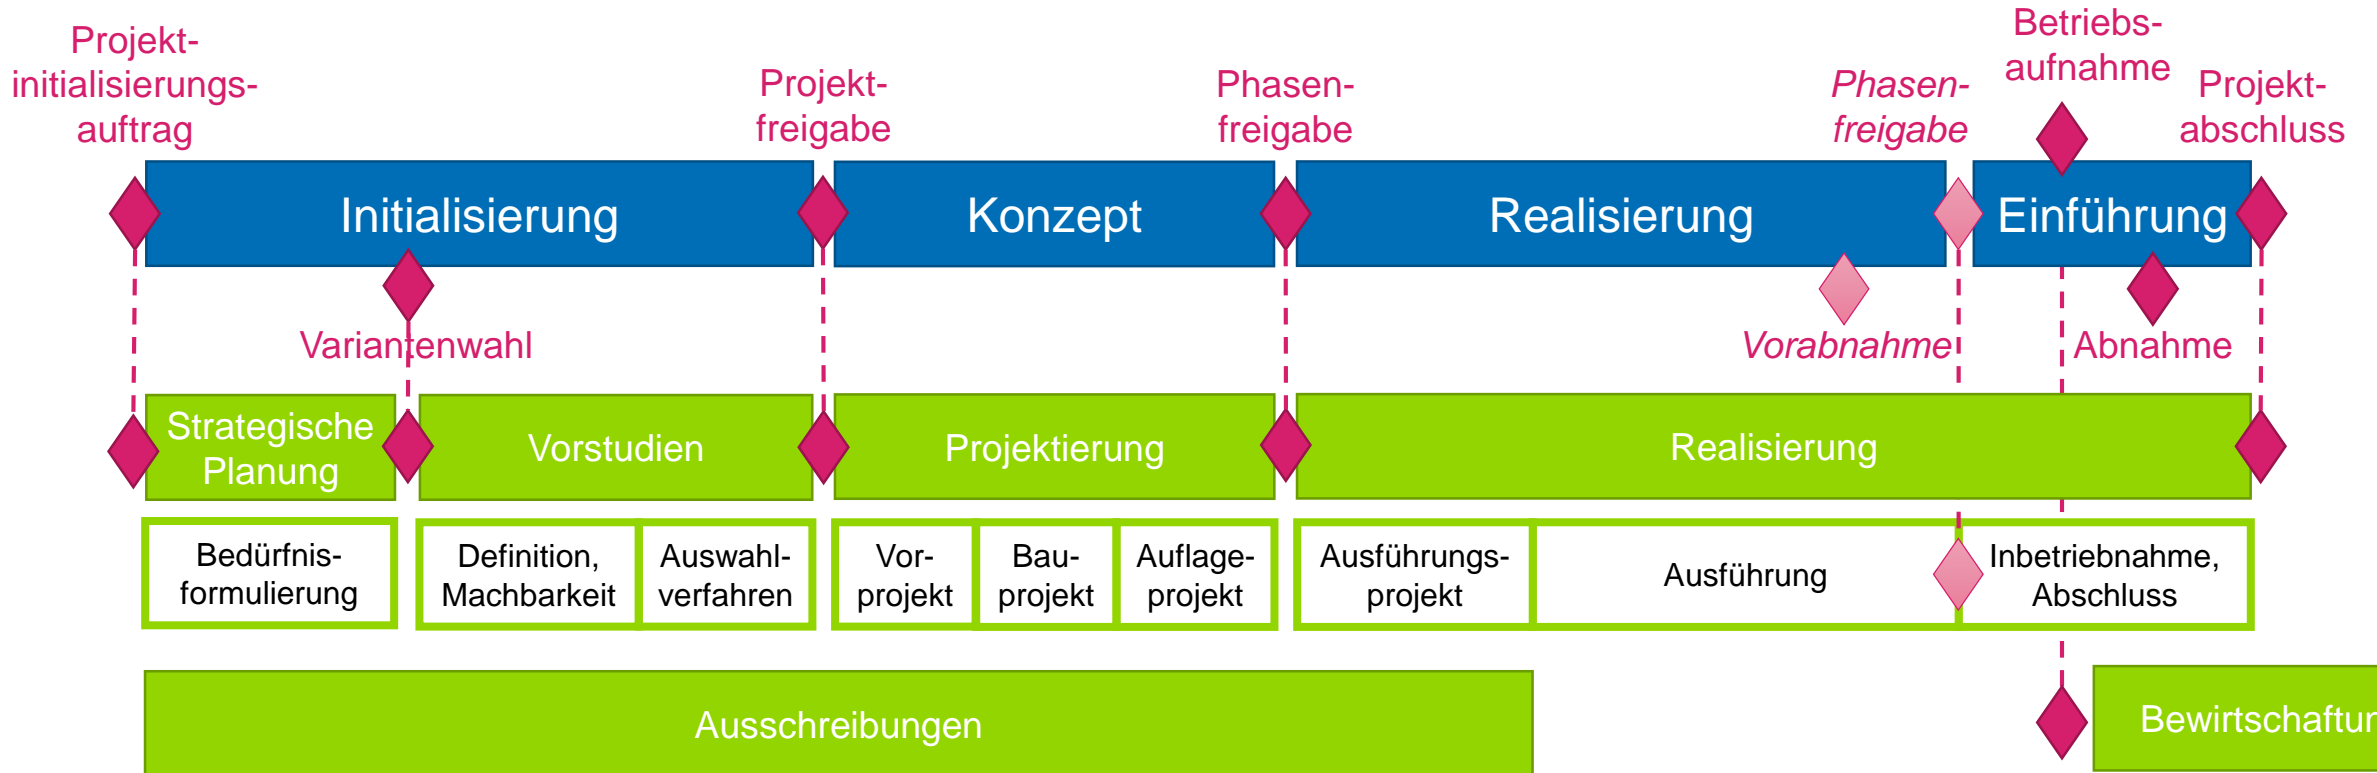 Projekt-
initialisierungs-
auftrag
Projekt-
freigabe
Phasen-
freigabe
Phasen-
freigabe
Betriebs-
aufnahme
Projekt-
abschluss
Initialisierung
Konzept
Realisierung
Einführung
Variantenwahl
Vorabnahme
Abnahme
Strategische
Planung
Vorstudien
Projektierung
Realisierung
Bedürfnis-
formulierung
Definition,
Machbarkeit
Auswahl-
verfahren
Vor-
projekt
Bau-
projekt
Auflage-
projekt
Ausführungs-
projekt
Ausführung
Inbetriebnahme,
Abschluss
Ausschreibungen
Bewirtschaftun